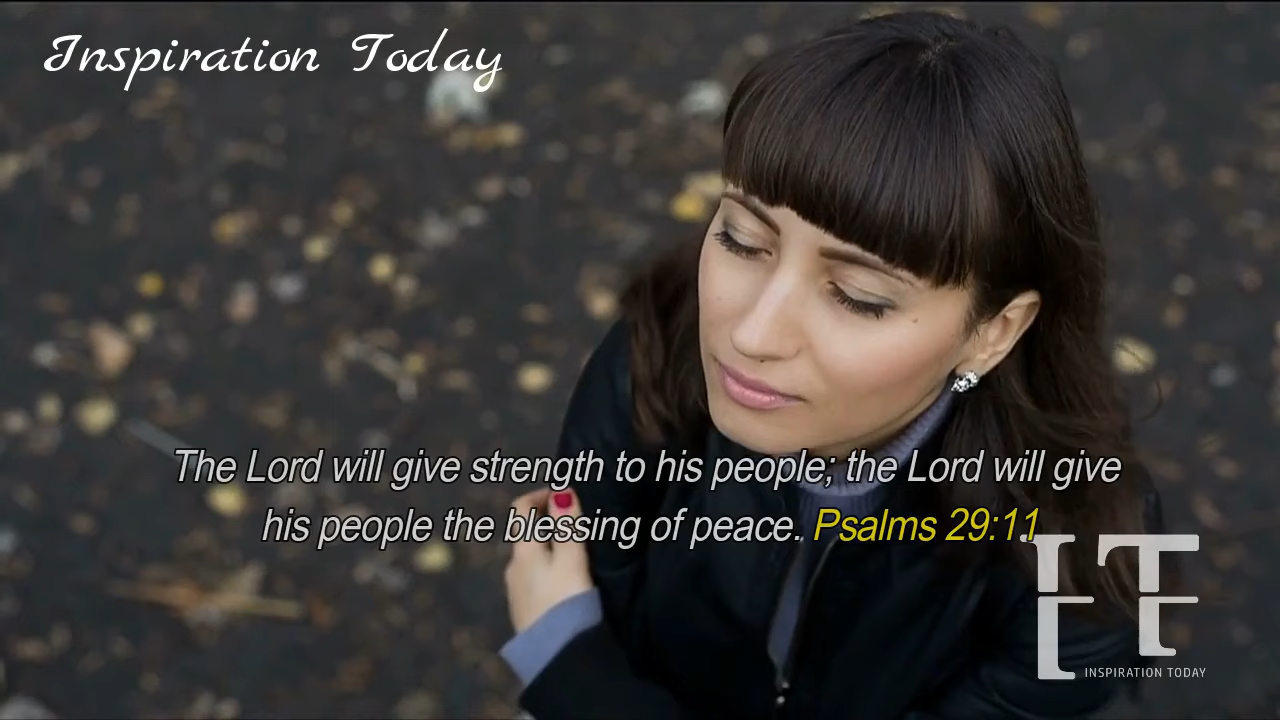 Inspiration Today
The Lord will give strength to his people; the Lord will give
his people the blessing of peace. Psalms 29:11
IT
INSPIRATION TODAY